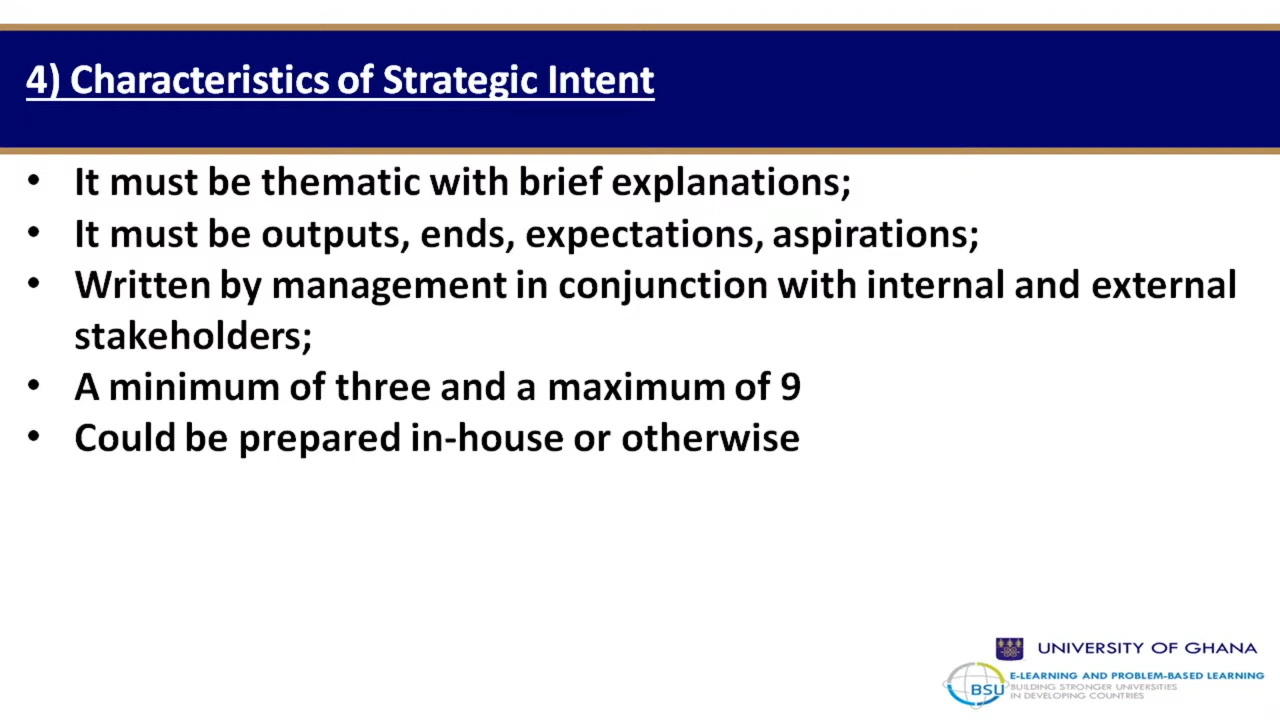 4) Characteristics of Strategic Intent
• It must be thematic with brief explanations;
• It must be outputs, ends, expectations, aspirations;
• Written by management in conjunction with internal and external
stakeholders;
• A minimum of three and a maximum of 9
• Could be prepared in-house or otherwise
UNIVERSITY OF GHANA
BSU
E-LEARNING AND PROBLEM-BASED LEARNING
BUILDING STRONGER UNIVERSITIES
IN DEVELOPING COUNTRIES